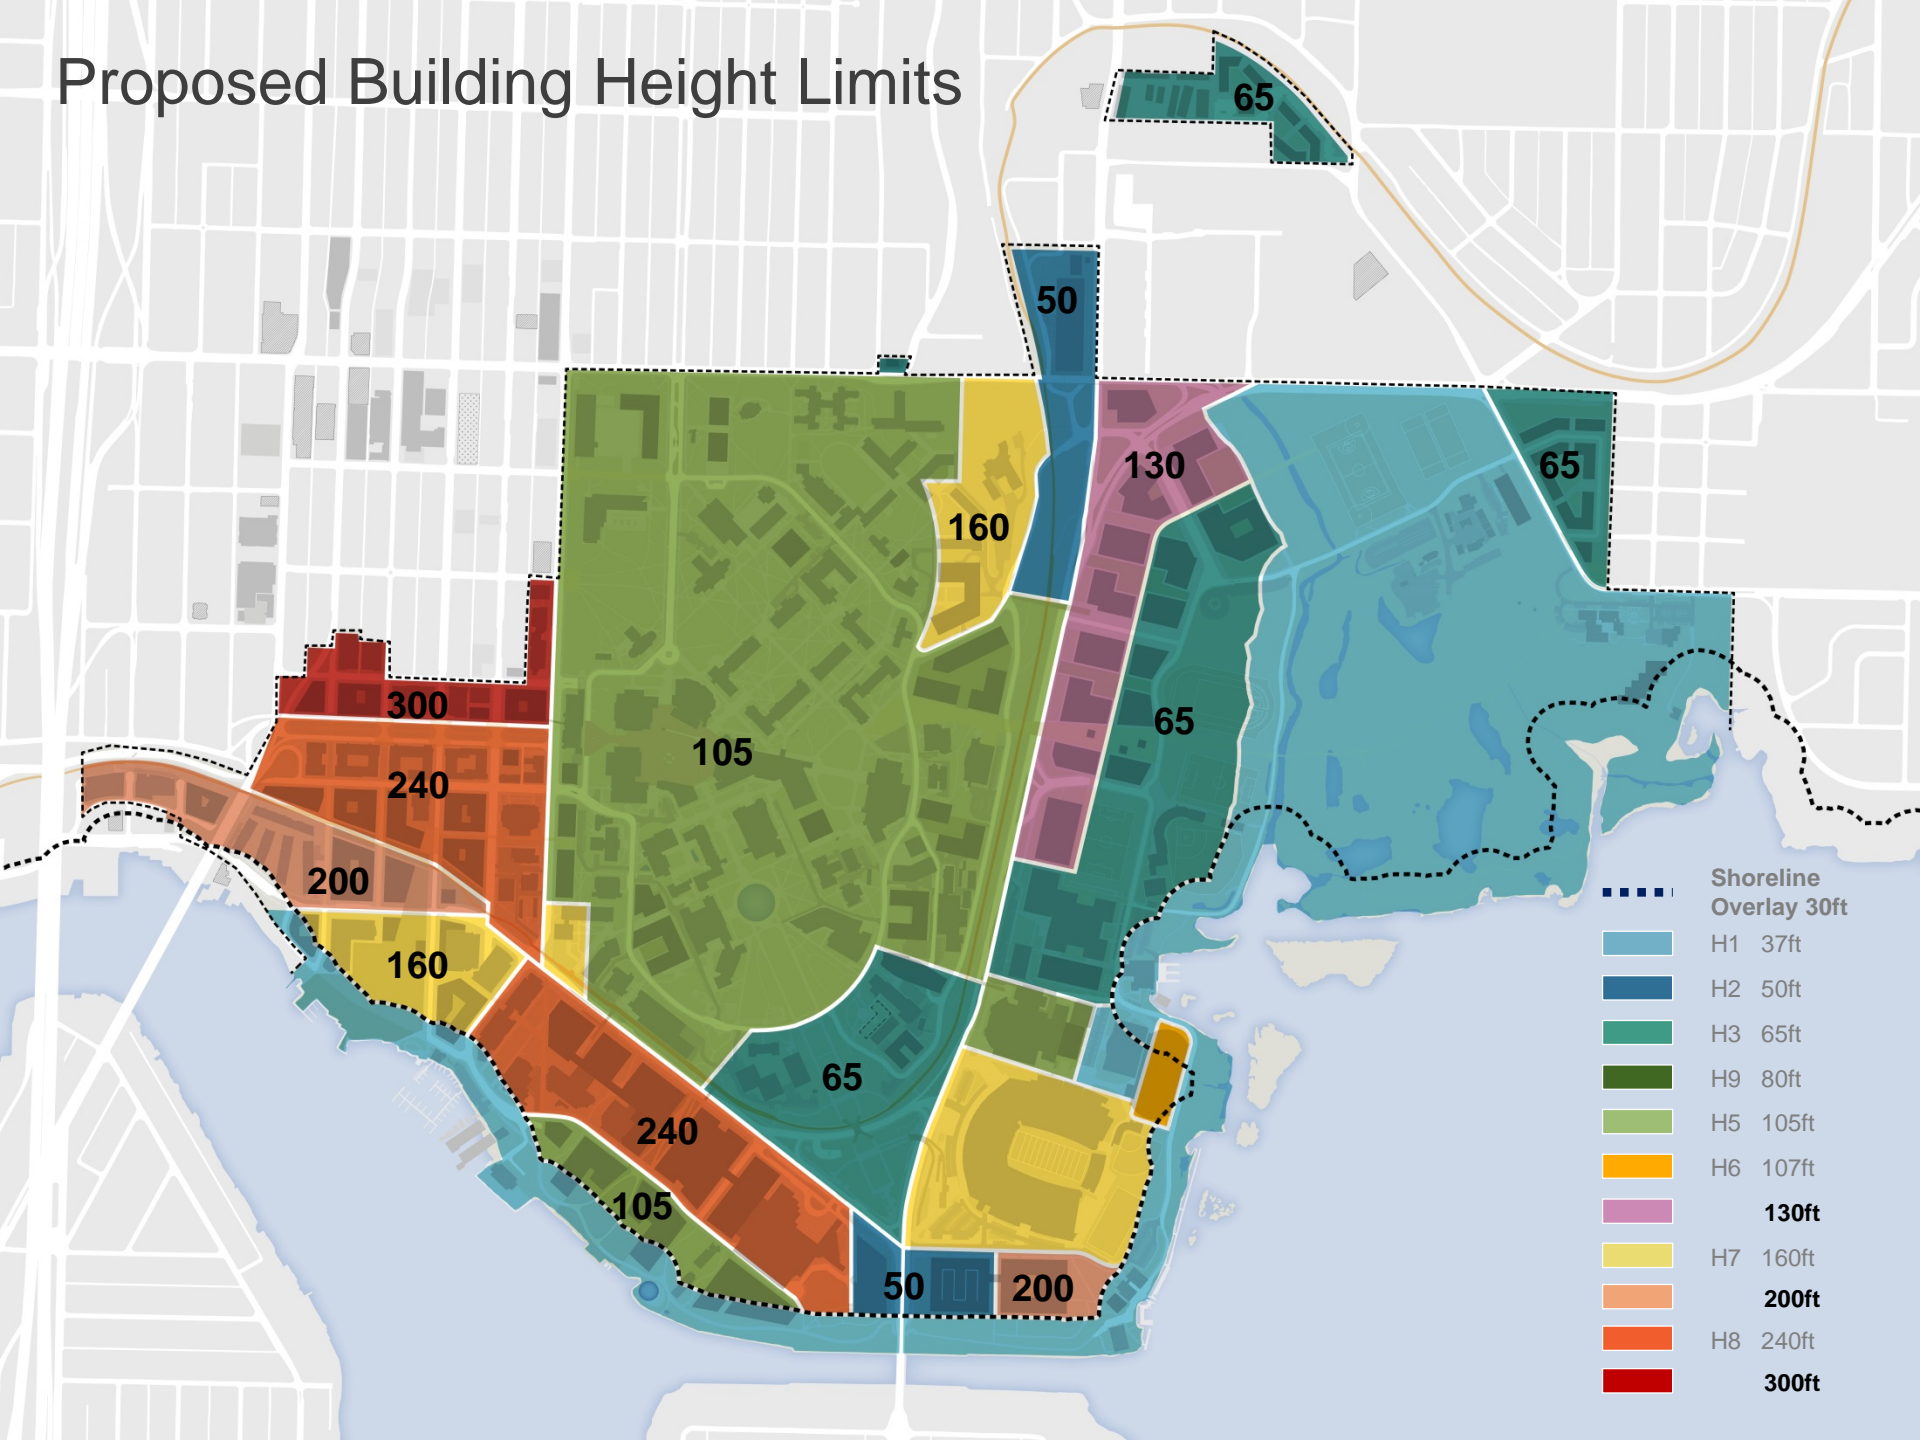 Proposed Building Height Limits
65
50
130
65
160
300
65
105
240
200
160
65
240
105
50
200
Shoreline
Overlay 30ft
H1 37ft
H2 50ft
H3 65ft
H9 80ft
H5 105ft
H6 107ft
130ft
H7 160ft
200ft
H8 240ft
300ft